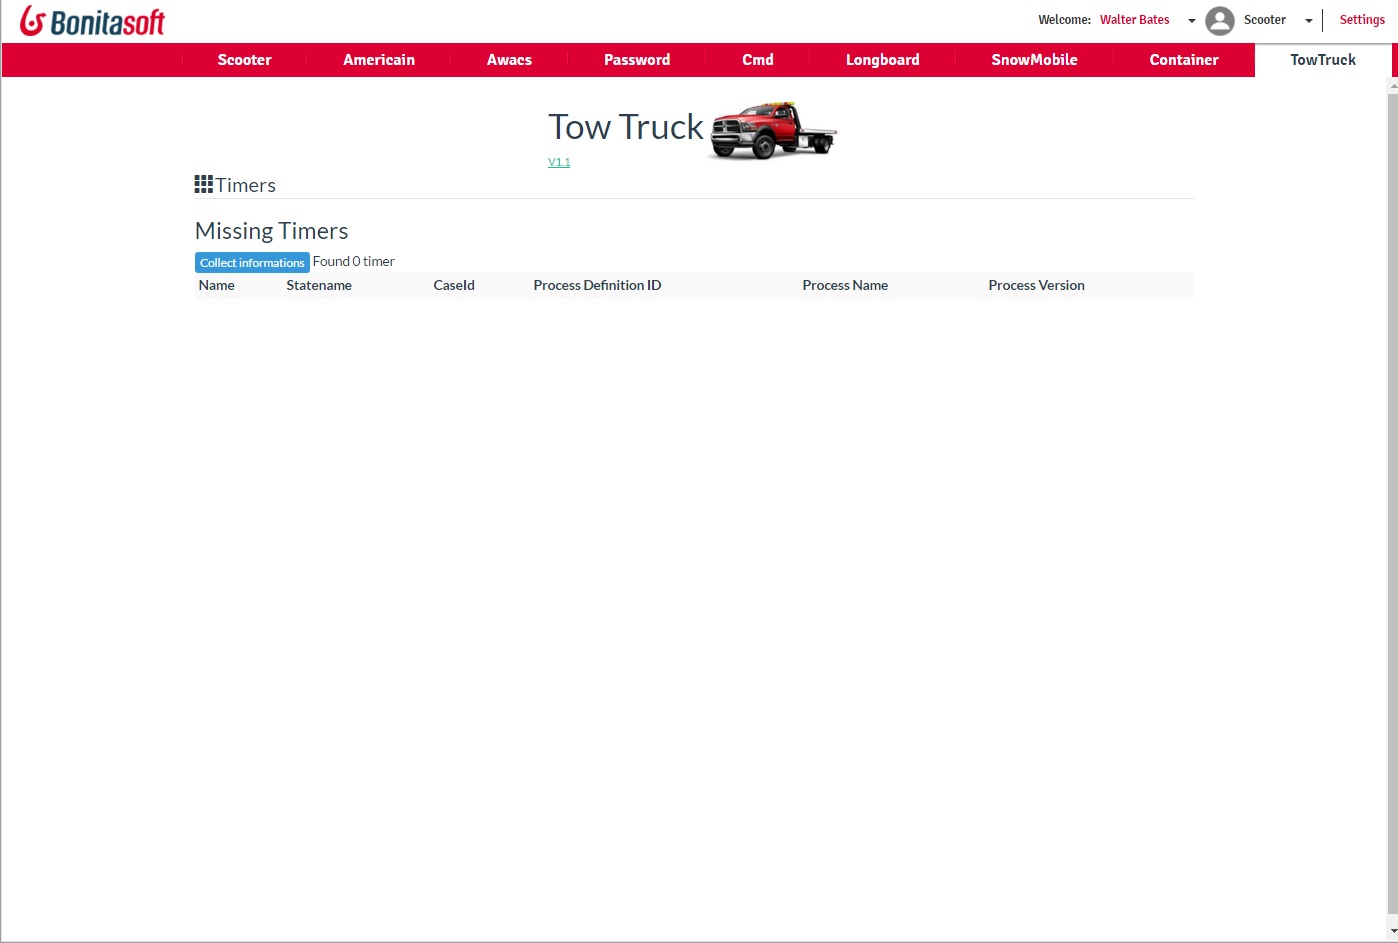 Bonitasoft
Welcome: Walter Bates Scooter Settings
Scooter Americain Awacs Password Cmd Longboard SnowMobile Container TowTruck
Tow Truck
V1.1
Timers
Missing Timers
Collect informations Found 0 timer
Name Statename CaseId Process Definition ID Process Name Process Version